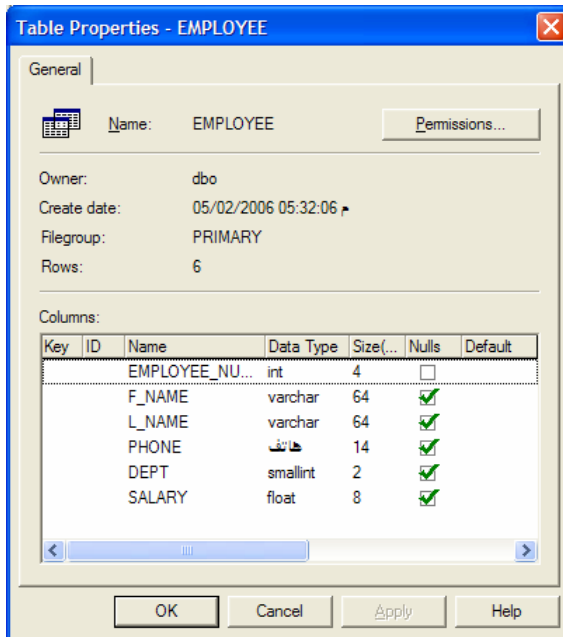 Table Properties - EMPLOYEE
General
Name: EMPLOYEE Permissions...
Owner: dbo
Create date: 05/02/2006 05:32:06 م
Filegroup: PRIMARY
Rows: 6
Columns:
Key ID Name Data Type Size(... Nulls Default
EMPLOYEE_NU... int 4
F_NAME varchar 64
L_NAME varchar 64
PHONE هاتف 14
DEPT smallint 2
SALARY float 8
OK Cancel Apply Help